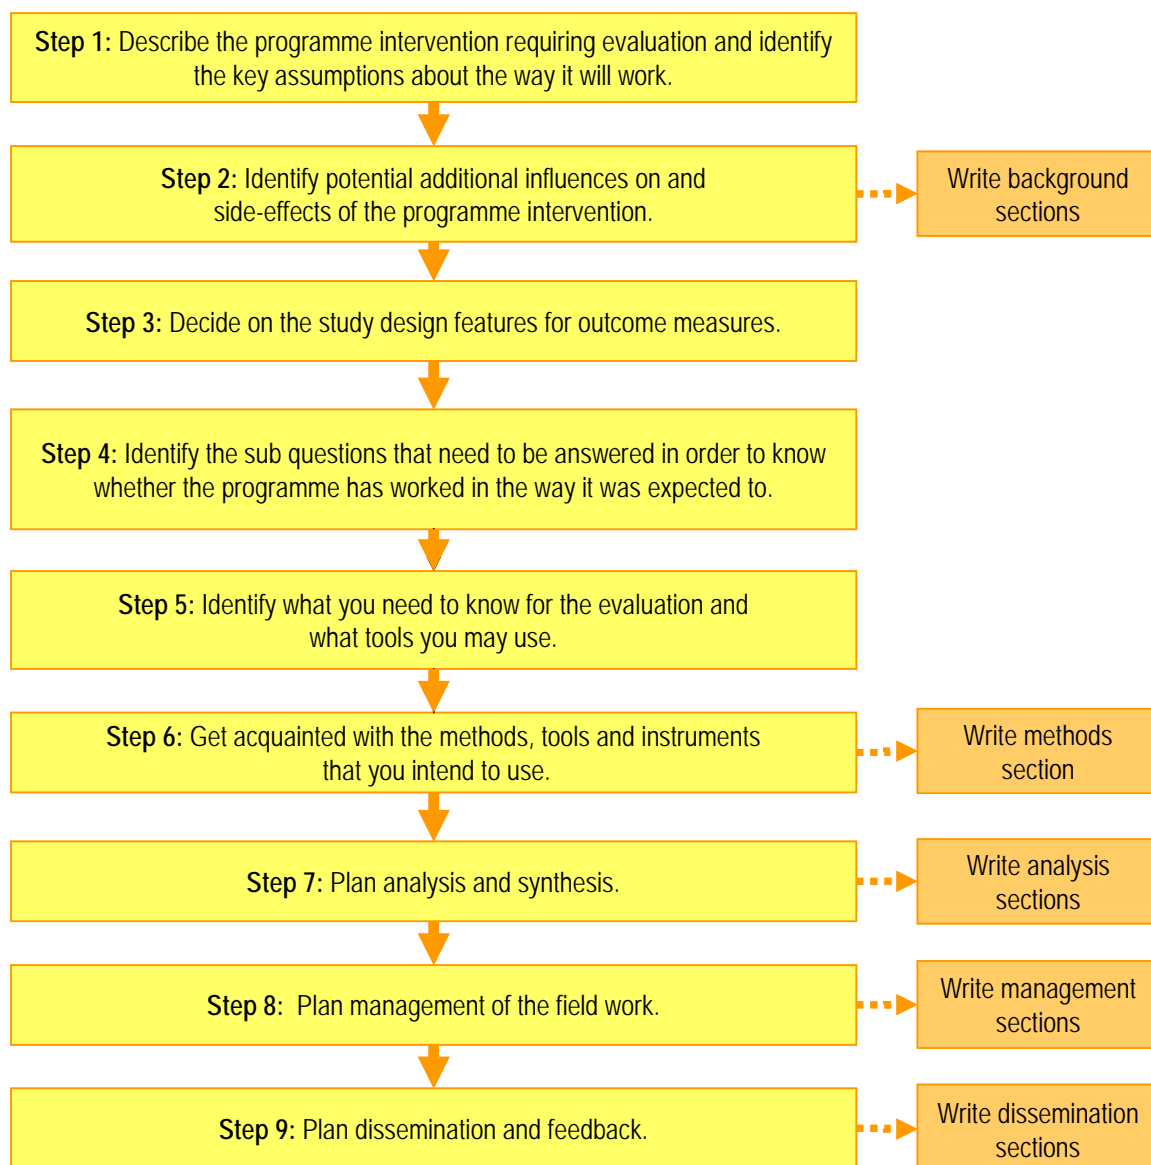 Step 1: Describe the programme intervention requiring evaluation and identify
the key assumptions about the way it will work.
Step 2: Identify potential additional influences on and
side-effects of the programme intervention.
Write background
sections
Step 3: Decide on the study design features for outcome measures.
Step 4: Identify the sub questions that need to be answered in order to know
whether the programme has worked in the way it was expected to.
Step 5: Identify what you need to know for the evaluation and
what tools you may use.
Step 6: Get acquainted with the methods, tools and instruments
that you intend to use.
Write methods
section
Step 7: Plan analysis and synthesis.
Write analysis
sections
Step 8: Plan management of the field work.
Write management
sections
Step 9: Plan dissemination and feedback.
Write dissemination
sections